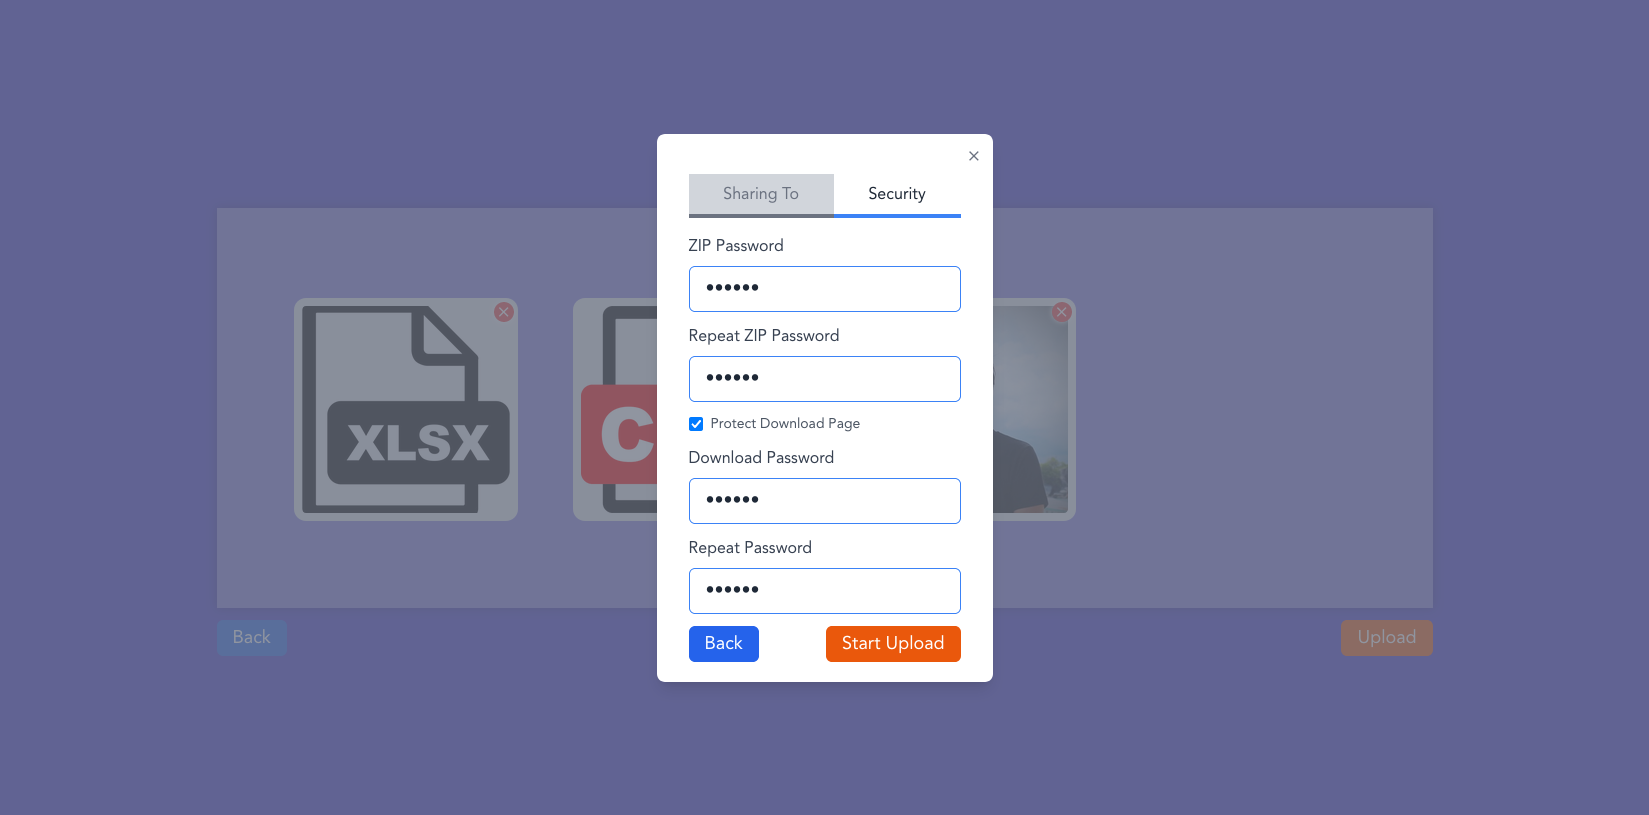 Sharing To
Security
ZIP Password
••••••
Repeat ZIP Password
••••••
Protect Download Page
Download Password
••••••
Repeat Password
••••••
Back
Start Upload
XLSX
Back
Upload